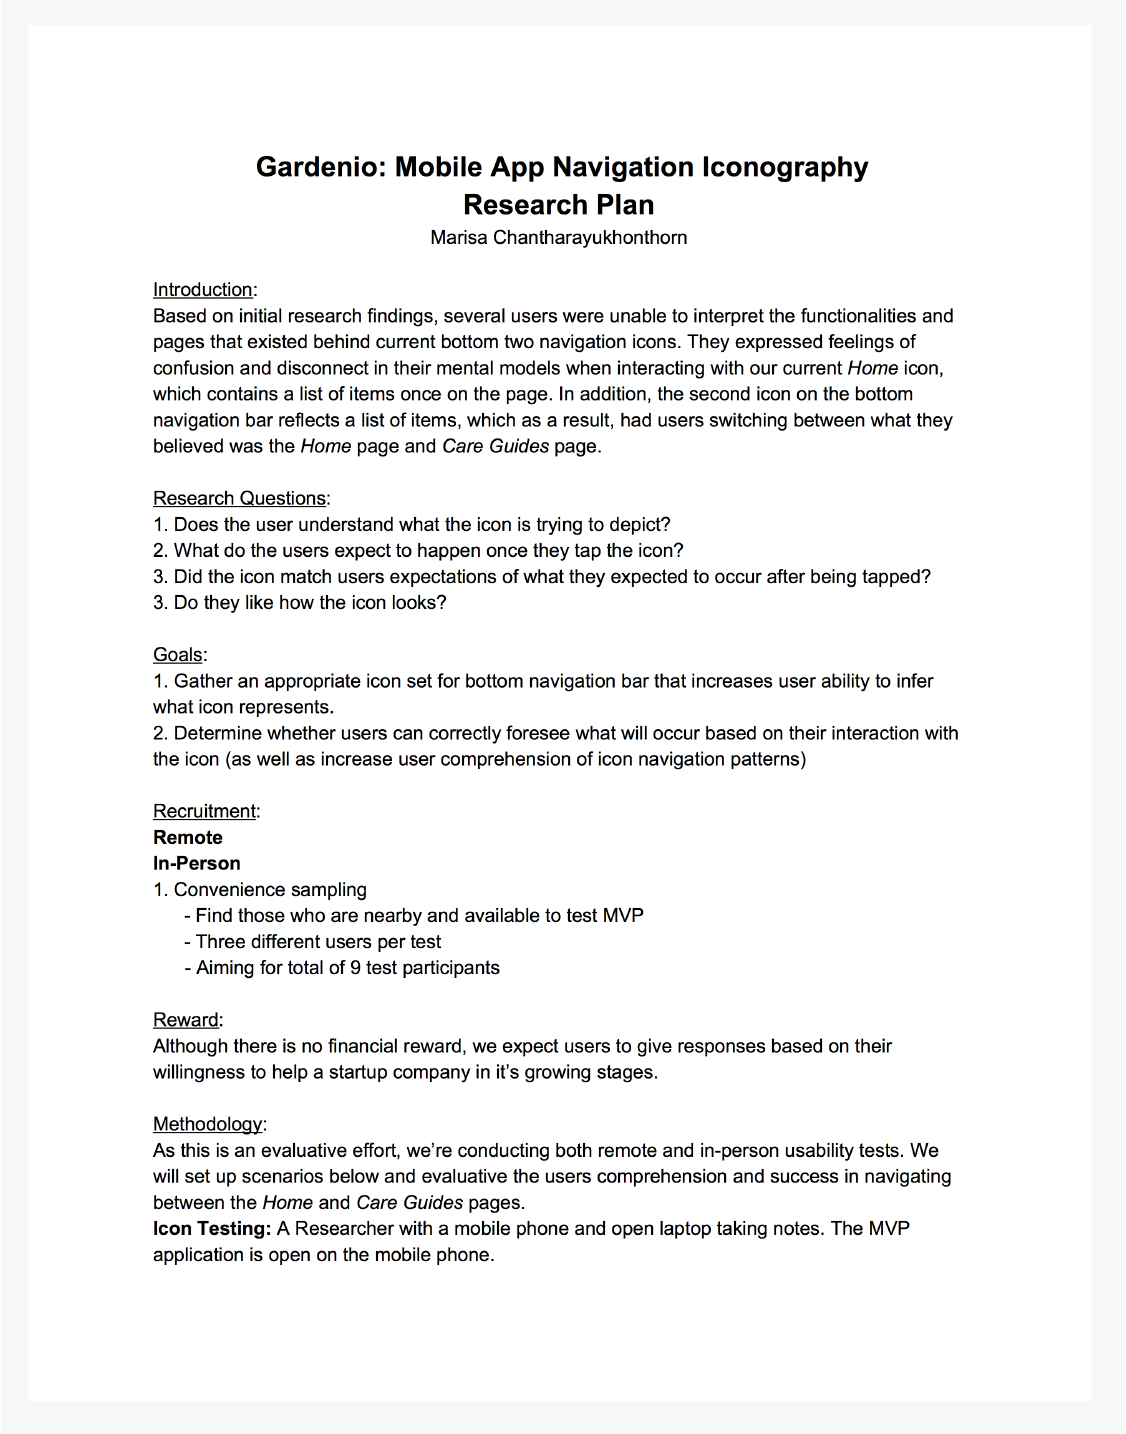 Gardenio: Mobile App Navigation Iconography
Research Plan
Marisa Chantharayukhonthorn
Introduction:
Based on initial research findings, several users were unable to interpret the functionalities and
pages that existed behind current bottom two navigation icons. They expressed feelings of
confusion and disconnect in their mental models when interacting with our current Home icon,
which contains a list of items once on the page. In addition, the second icon on the bottom
navigation bar reflects a list of items, which as a result, had users switching between what they
believed was the Home page and Care Guides page.
Research Questions:
1. Does the user understand what the icon is trying to depict?
2. What do the users expect to happen once they tap the icon?
3. Did the icon match users expectations of what they expected to occur after being tapped?
3. Do they like how the icon looks?
Goals:
1. Gather an appropriate icon set for bottom navigation bar that increases user ability to infer
what icon represents.
2. Determine whether users can correctly foresee what will occur based on their interaction with
the icon (as well as increase user comprehension of icon navigation patterns)
Recruitment:
Remote
In-Person
1. Convenience sampling
- Find those who are nearby and available to test MVP
- Three different users per test
- Aiming for total of 9 test participants
Reward:
Although there is no financial reward, we expect users to give responses based on their
willingness to help a startup company in it’s growing stages.
Methodology:
As this is an evaluative effort, we’re conducting both remote and in-person usability tests. We
will set up scenarios below and evaluative the users comprehension and success in navigating
between the Home and Care Guides pages.
Icon Testing: A Researcher with a mobile phone and open laptop taking notes. The MVP
application is open on the mobile phone.